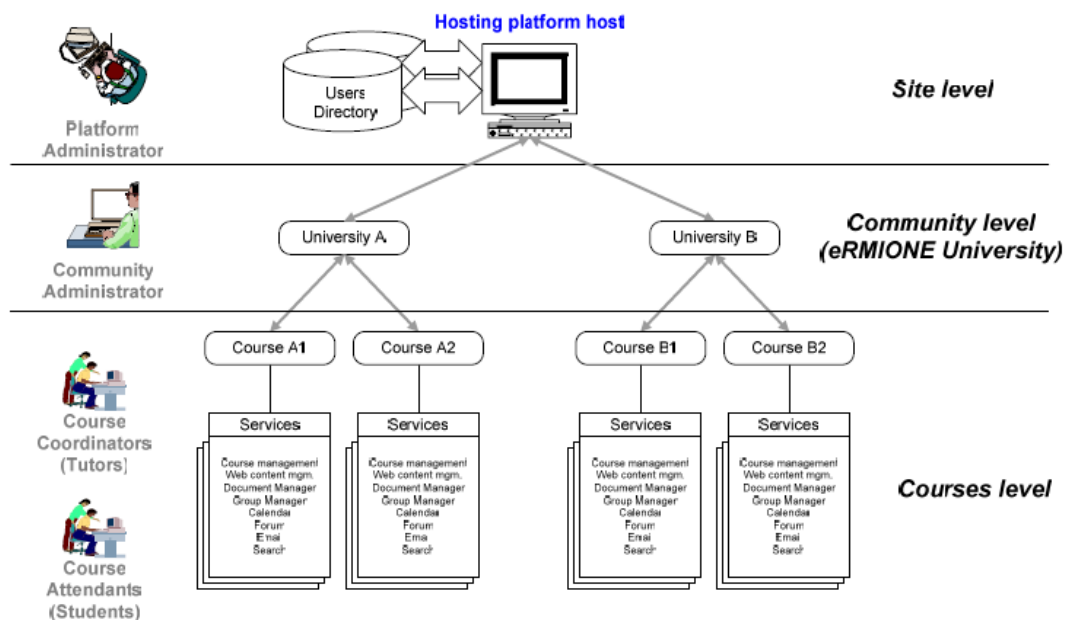 Hosting platform host
Users
Directory
Site level
Platform
Administrator
University A
University B
Community level
(eRMIONE University)
Community
Administrator
Course A1
Course A2
Course B1
Course B2
Course
Coordinators
(Tutors)
Services
Course management
Web content mgm.
Document Manager
Group Manager
Calendar
Forum
Email
Search
Services
Course management
Web content mgm.
Document Manager
Group Manager
Calendar
Forum
Email
Search
Services
Course management
Web content mgm.
Document Manager
Group Manager
Calendar
Forum
Email
Search
Services
Course management
Web content mgm.
Document Manager
Group Manager
Calendar
Forum
Email
Search
Courses level
Course
Attendants
(Students)